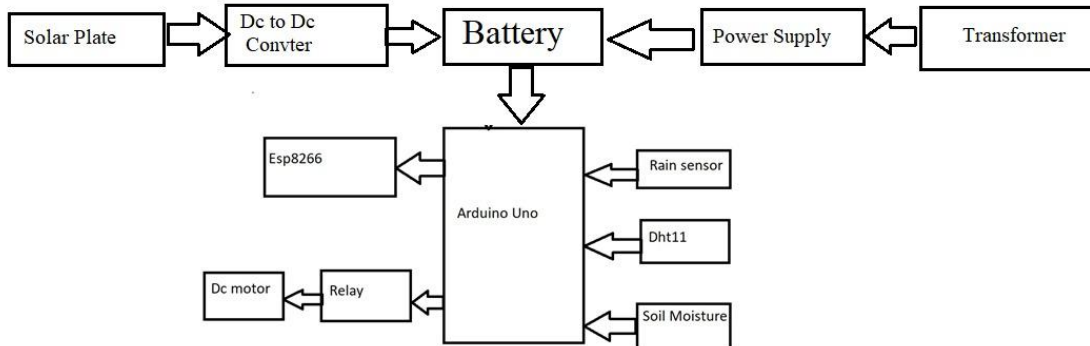 Solar Plate
Dc to Dc
Convter
Battery
Power Supply
Transformer
Esp8266
Arduino Uno
Rain sensor
Dht11
Dc motor
Relay
Soil Moisture